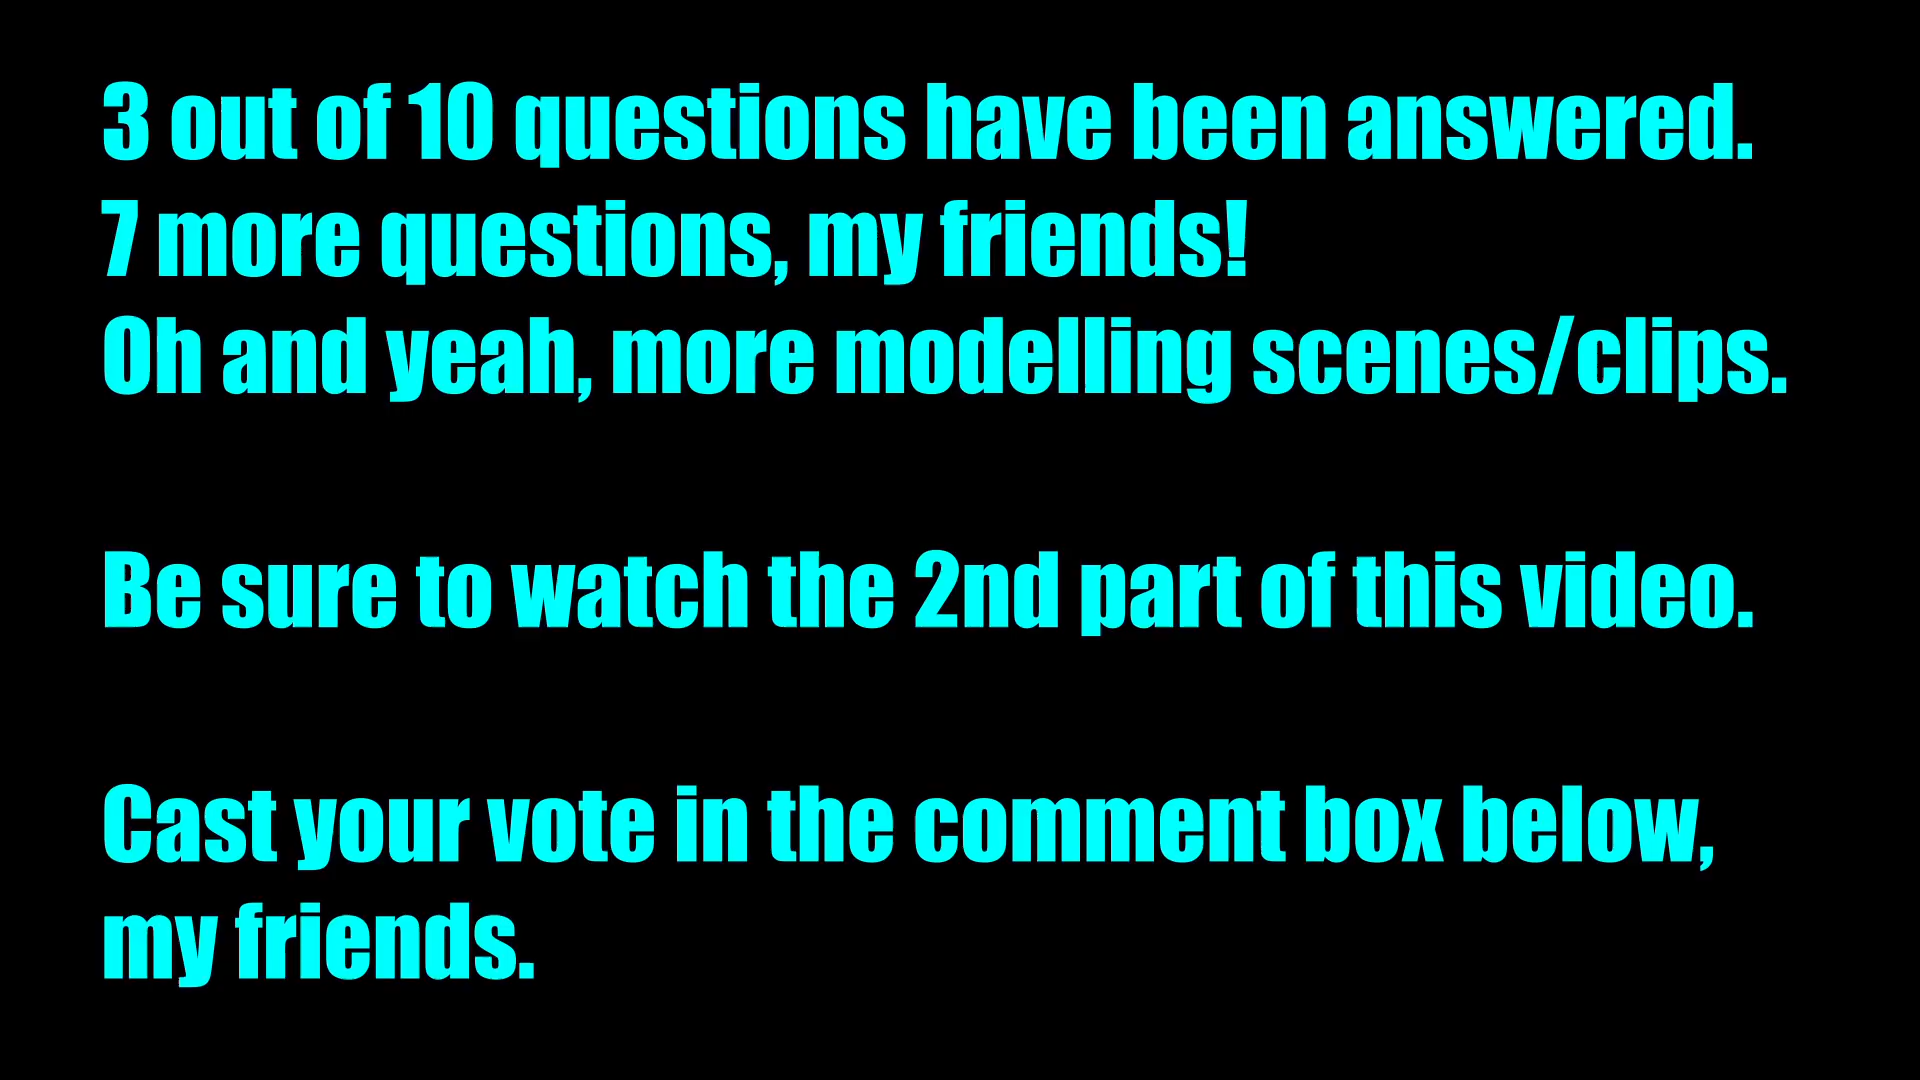 3 out of 10 questions have been answered.
7 more questions, my friends!
Oh and yeah, more modelling scenes/clips.
Be sure to watch the 2nd part of this video.
Cast your vote in the comment box below,
my friends.